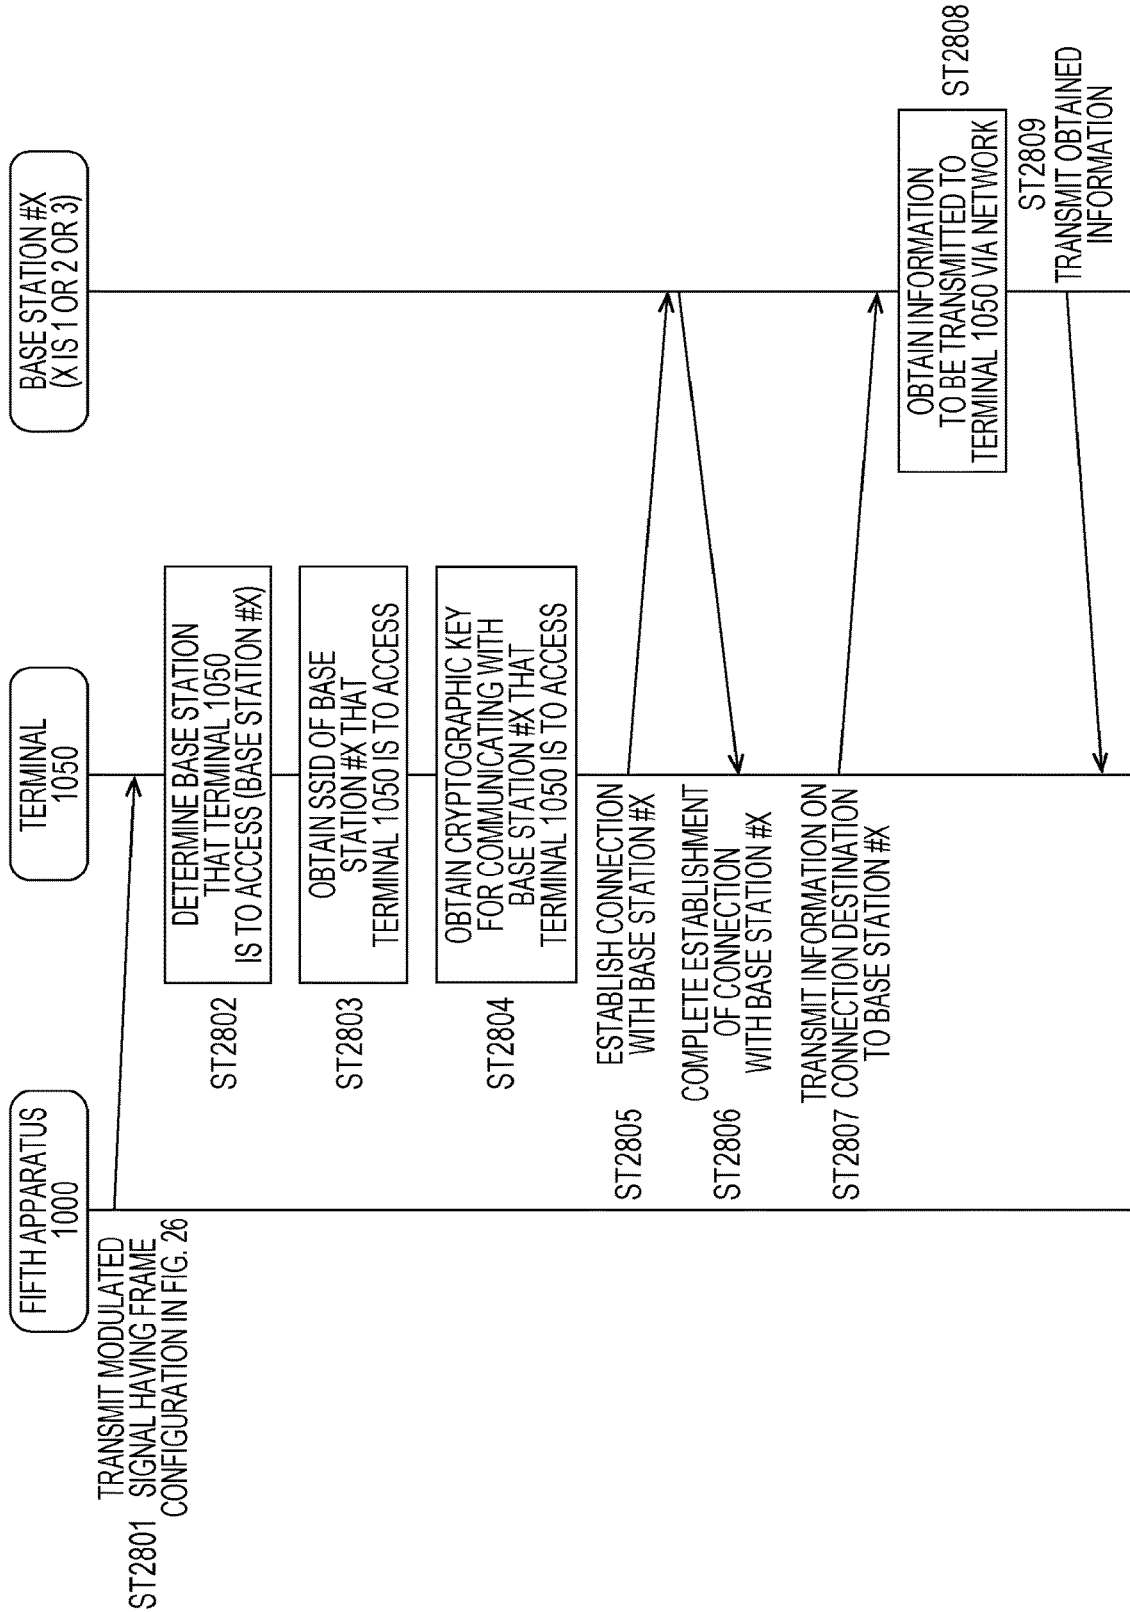 FIFTH APPARATUS
1000
TERMINAL
1050
BASE STATION #X
(X IS 1 OR 2 OR 3)
TRANSMIT MODULATED
ST2801 SIGNAL HAVING FRAME
CONFIGURATION IN FIG. 26
DETERMINE BASE STATION
THAT TERMINAL 1050
IS TO ACCESS (BASE STATION #X)
ST2802
OBTAIN SSID OF BASE
STATION #X THAT
TERMINAL 1050 IS TO ACCESS
ST2803
OBTAIN CRYPTOGRAPHIC KEY
FOR COMMUNICATING WITH
BASE STATION #X THAT
TERMINAL 1050 IS TO ACCESS
ST2804
ESTABLISH CONNECTION
ST2805 WITH BASE STATION #X
COMPLETE ESTABLISHMENT
ST2806 OF CONNECTION
WITH BASE STATION #X
TRANSMIT INFORMATION ON
ST2807 CONNECTION DESTINATION
TO BASE STATION #X
OBTAIN INFORMATION
TO BE TRANSMITTED TO
TERMINAL 1050 VIA NETWORK
ST2808
ST2809
TRANSMIT OBTAINED
INFORMATION